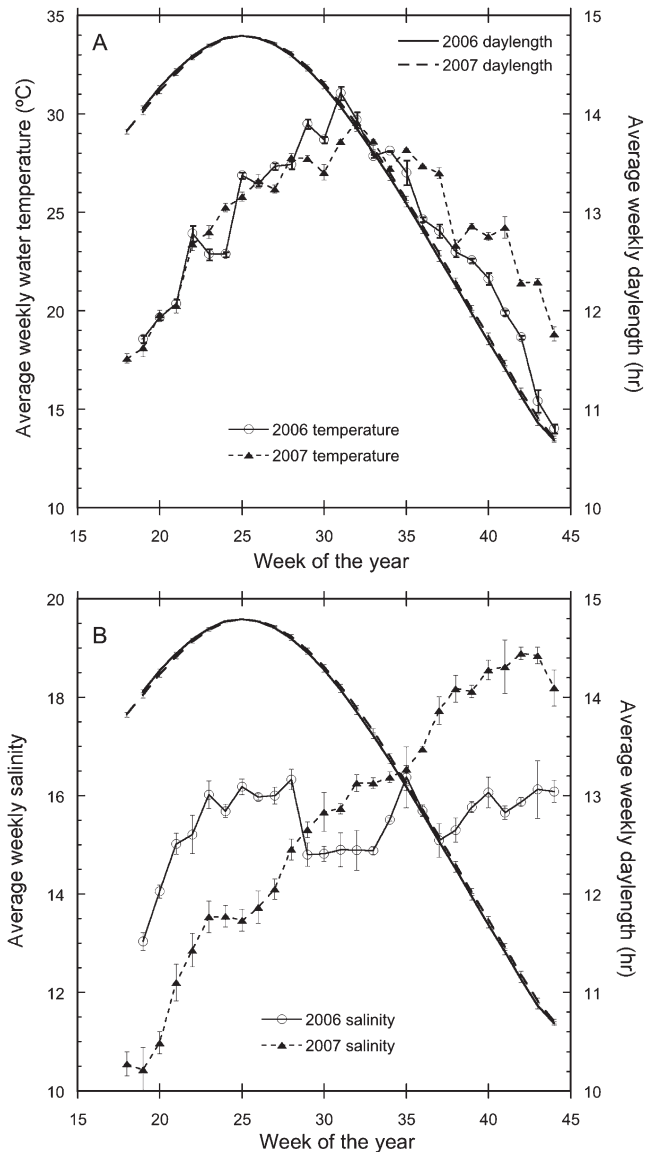 A
2006 daylength
2007 daylength
35
30
25
20
15
10
Average weekly water temperature (ºC)
15
14
13
12
11
10
Average weekly daylength (hr)
2006 temperature
2007 temperature
15 20 25 30 35 40 45
Week of the year
B
20
18
16
14
12
10
Average weekly salinity
15
14
13
12
11
10
Average weekly daylength (hr)
2006 salinity
2007 salinity
15 20 25 30 35 40 45
Week of the year